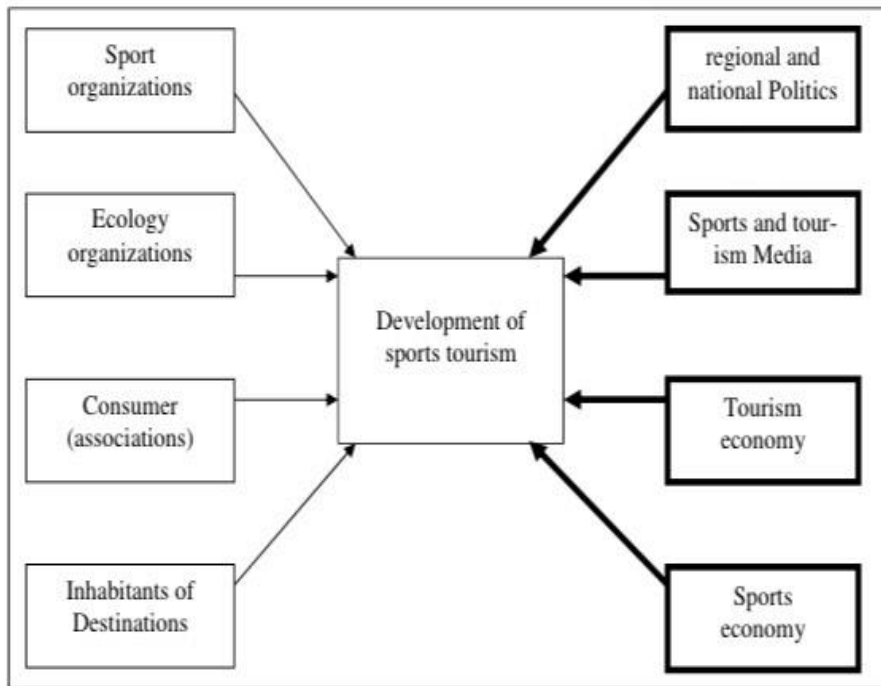 Sport
organizations
Ecology
organizations
Consumer
(associations)
Inhabitants of
Destinations
Development of
sports tourism
regional and
national Politics
Sports and tour-
ism Media
Tourism
economy
Sports
economy